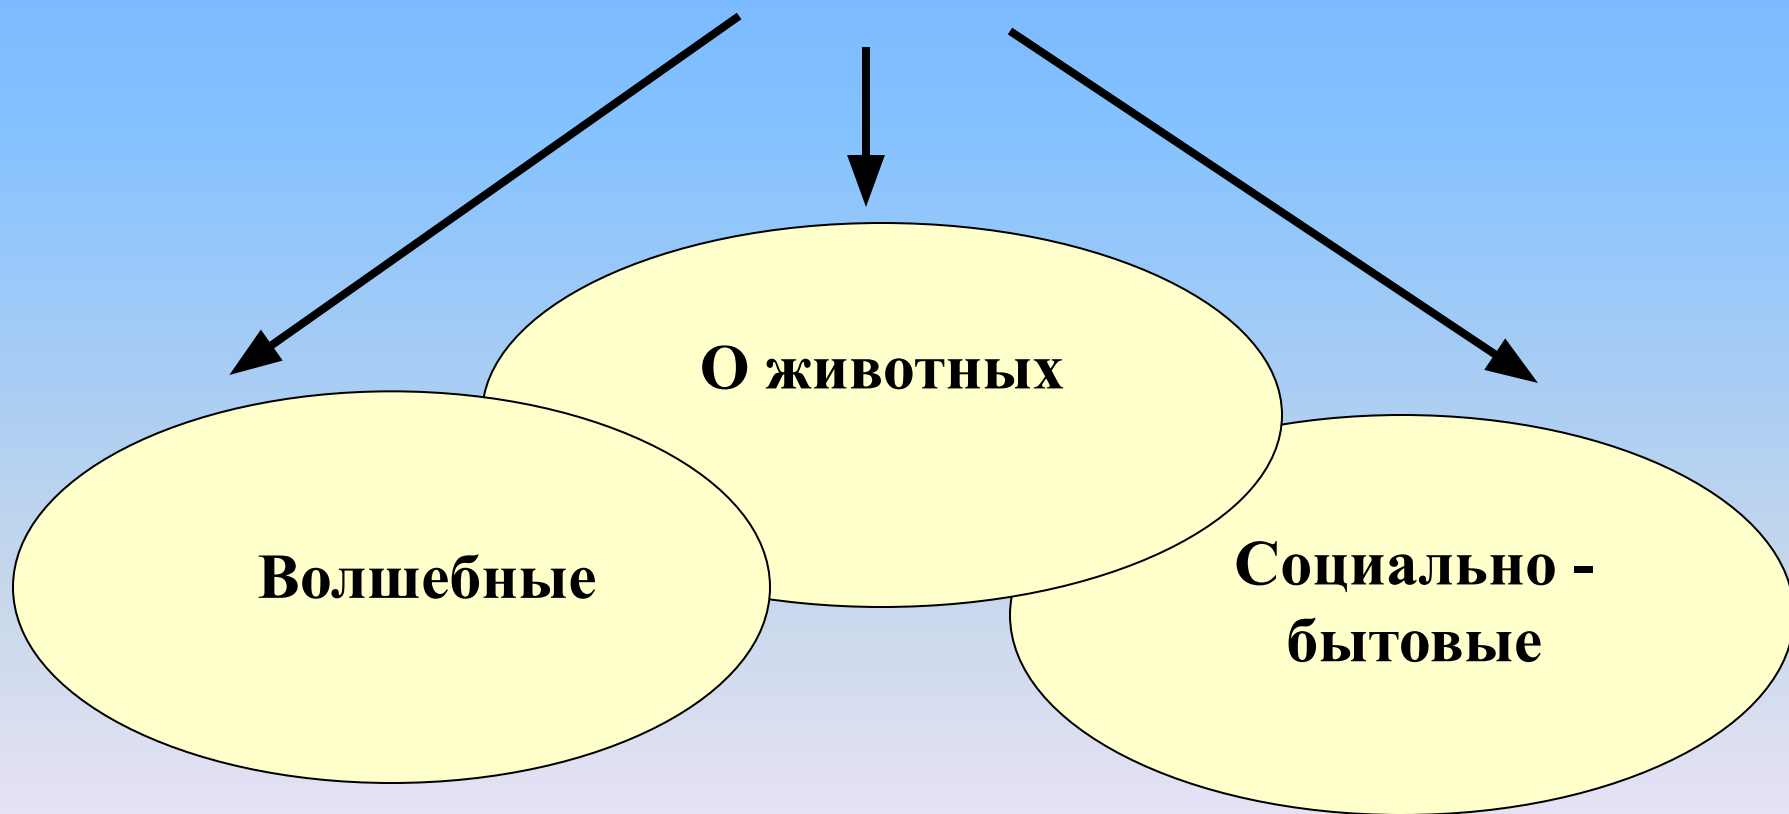 О животных
Волшебные
Социально -
бытовые